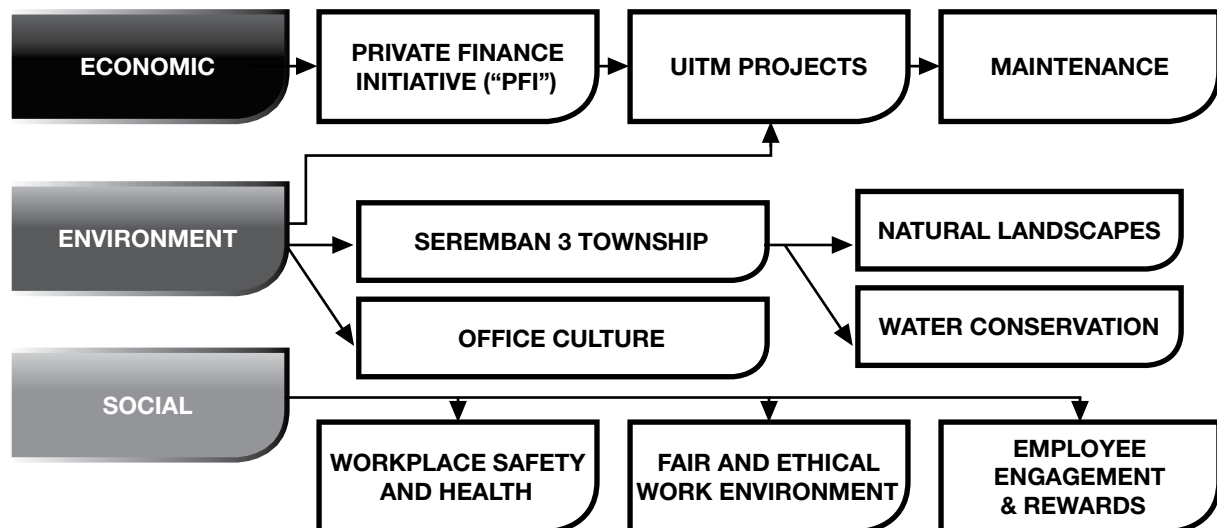 ECONOMIC
PRIVATE FINANCE
INITIATIVE (“PFI”)
UITM PROJECTS
MAINTENANCE
ENVIRONMENT
SEREMBAN 3 TOWNSHIP
NATURAL LANDSCAPES
OFFICE CULTURE
WATER CONSERVATION
SOCIAL
WORKPLACE SAFETY
AND HEALTH
FAIR AND ETHICAL
WORK ENVIRONMENT
EMPLOYEE
ENGAGEMENT
& REWARDS